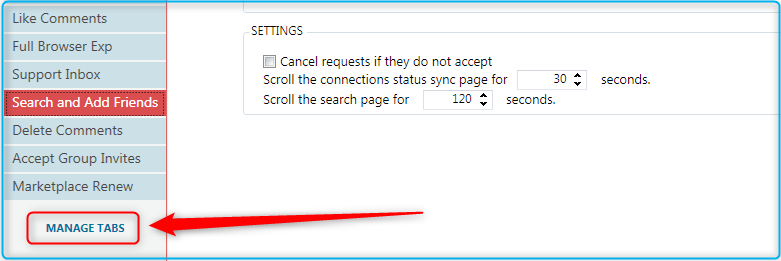 Like Comments
Full Browser Exp
Support Inbox
Search and Add Friends
Delete Comments
Accept Group Invites
Marketplace Renew
MANAGE TABS
SETTINGS
Cancel requests if they do not accept
Scroll the connections status sync page for 30 seconds.
Scroll the search page for 120 seconds.